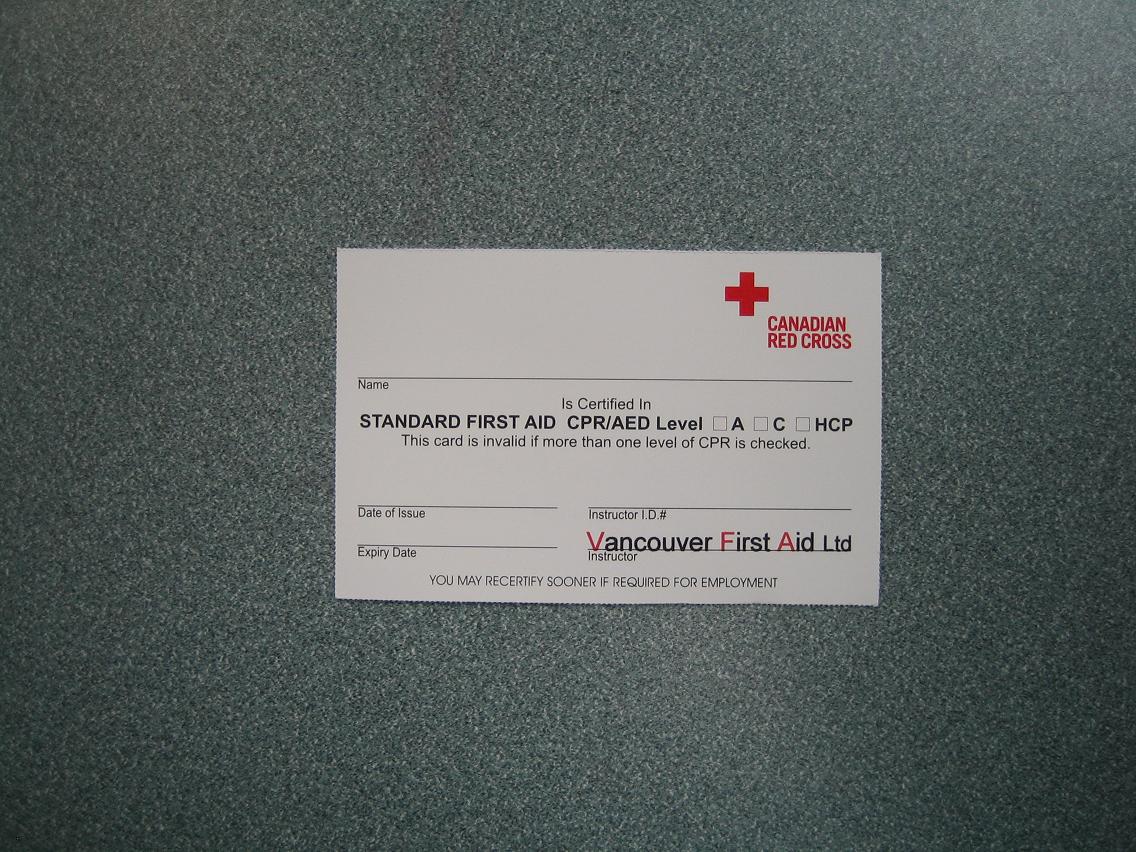 CANADIAN
RED CROSS
Name
Is Certified In
STANDARD FIRST AID CPR/AED Level □ A □ C □ HCP
This card is invalid if more than one level of CPR is checked.
Date of Issue
Instructor I.D.#
Vancouver First Aid Ltd
Expiry Date
Instructor
YOU MAY RECERTIFY SOONER IF REQUIRED FOR EMPLOYMENT